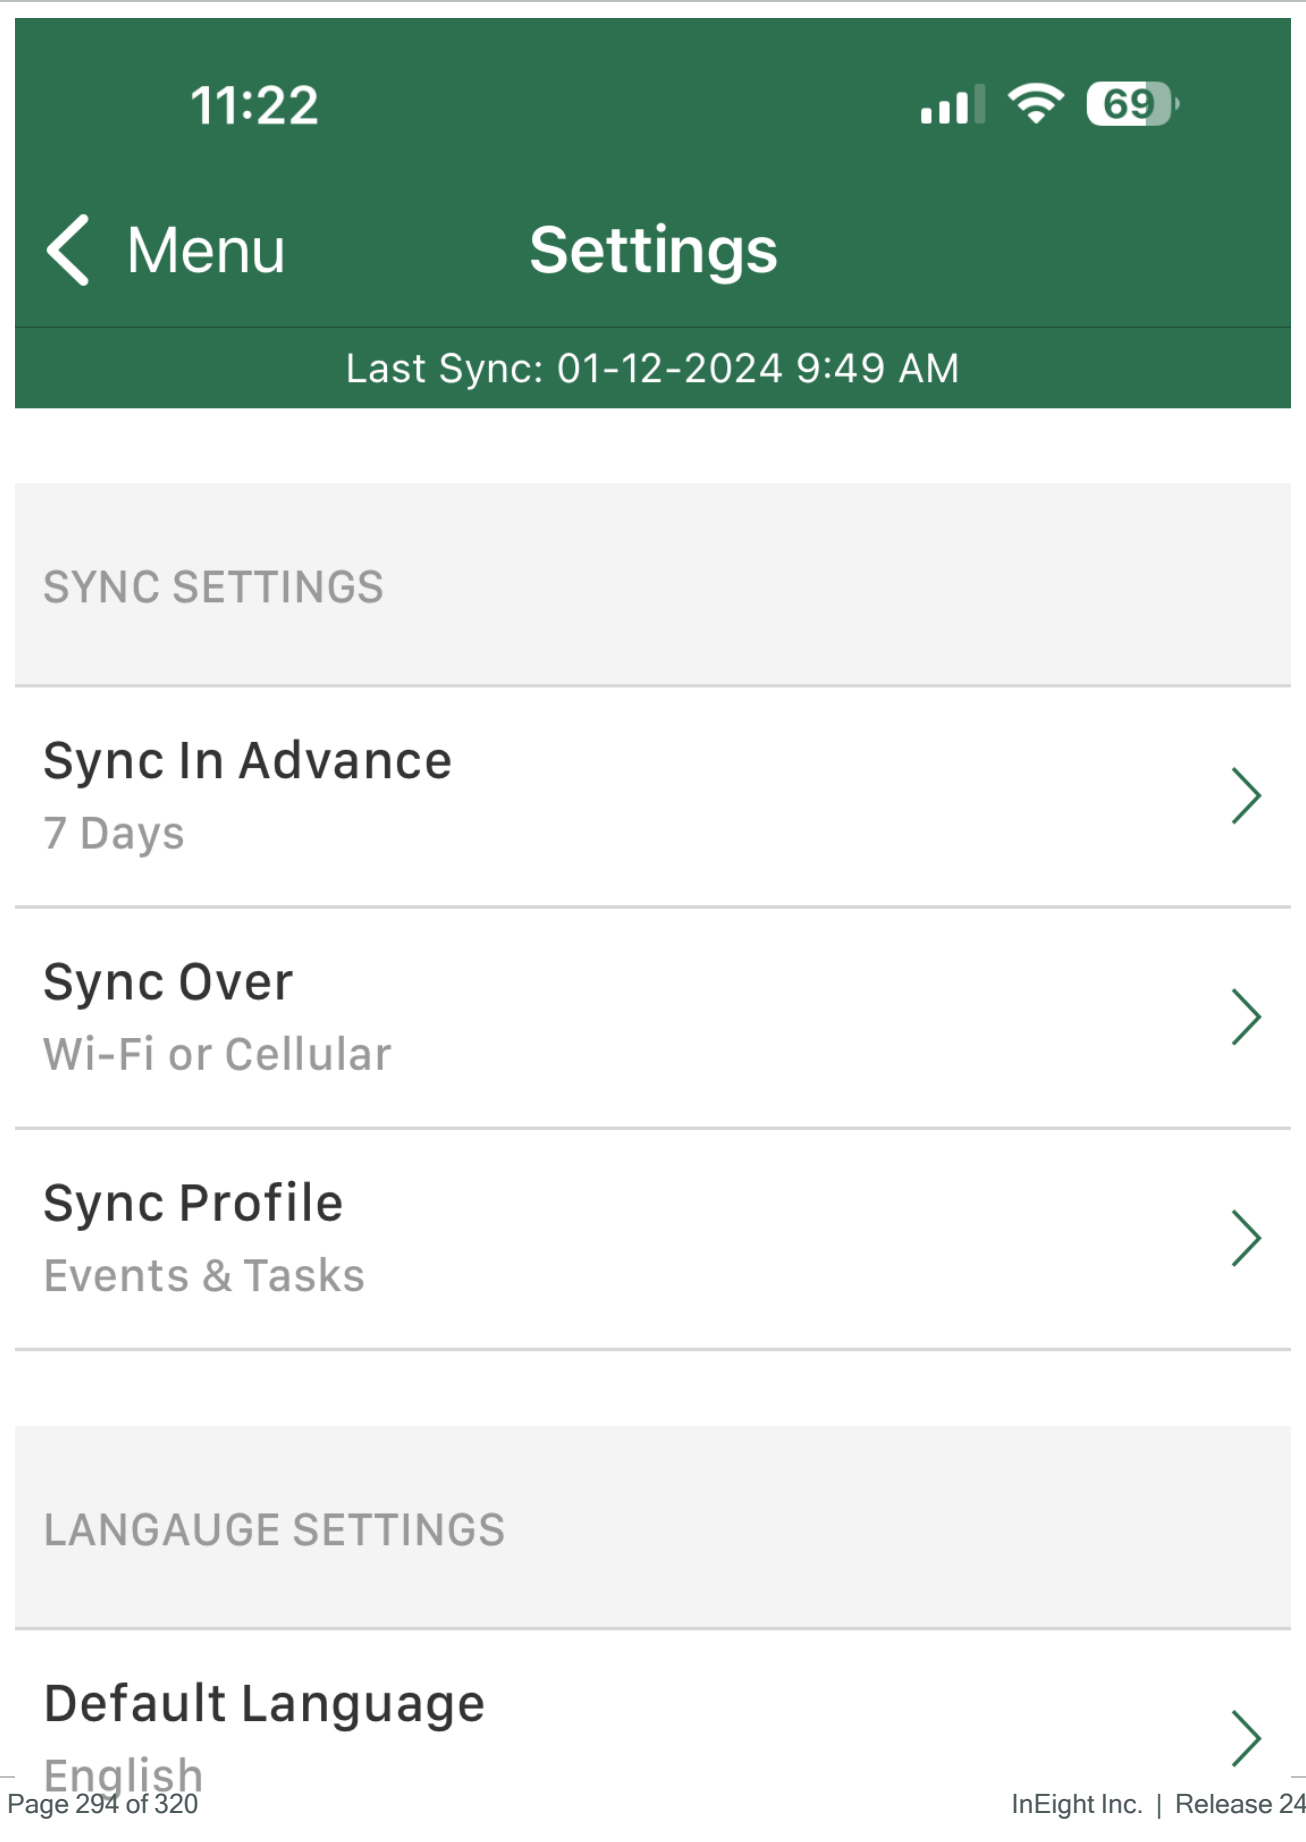 11:22 69
Menu Settings
Last Sync: 01-12-2024 9:49 AM
SYNC SETTINGS
Sync In Advance
7 Days
Sync Over
Wi-Fi or Cellular
Sync Profile
Events & Tasks
LANGAUGE SETTINGS
Default Language
English
Page 294 of 320 InEight Inc. | Release 24